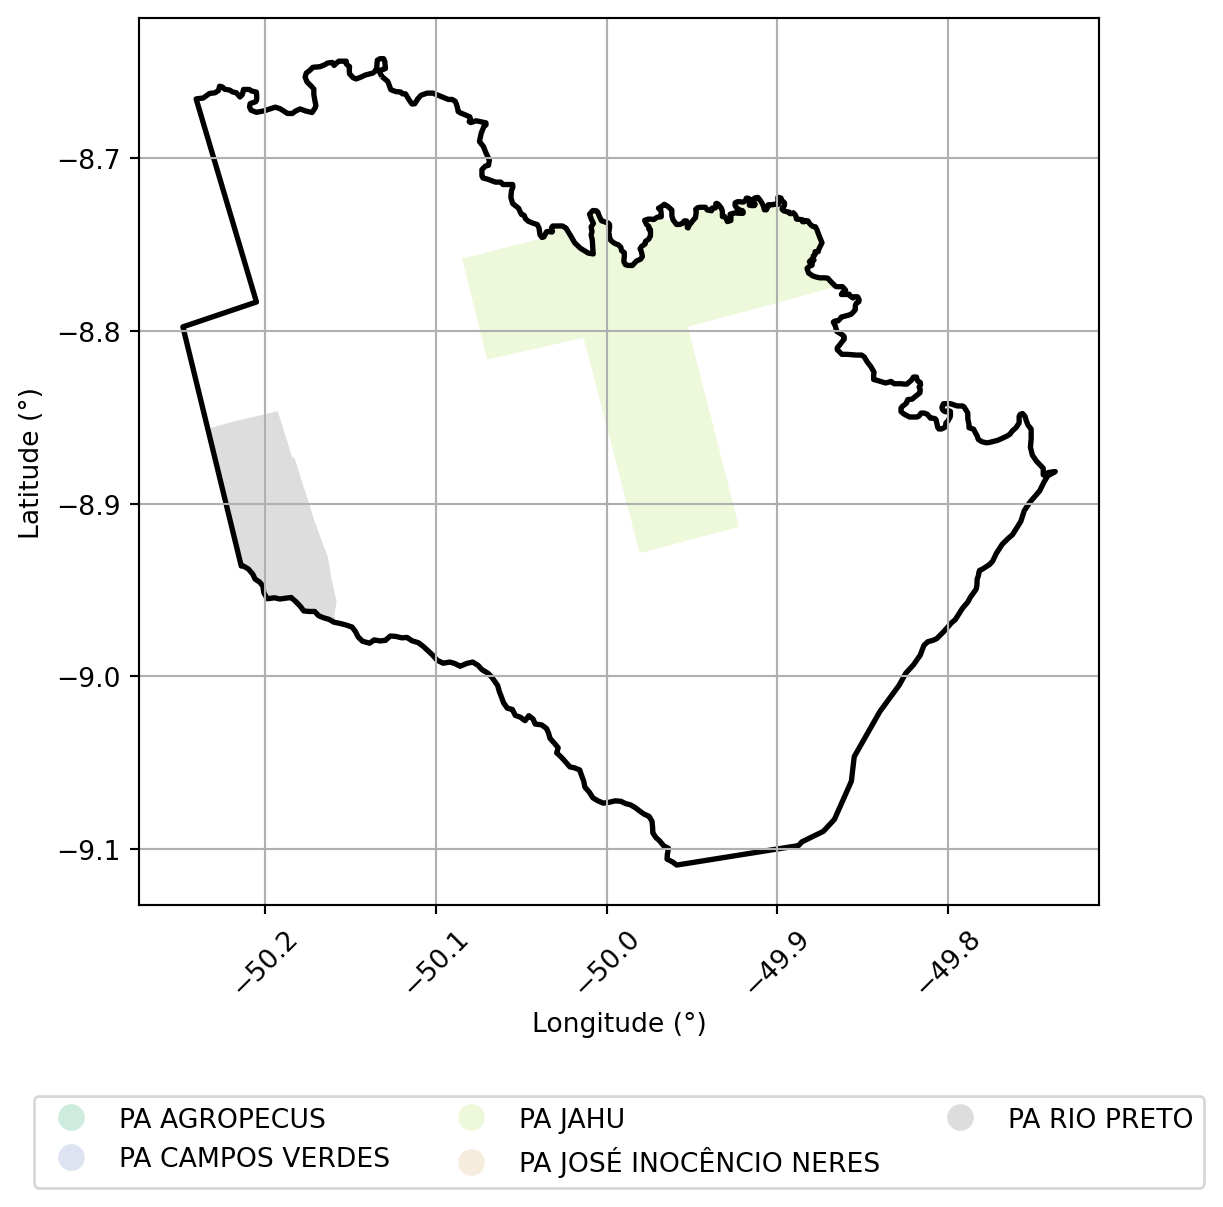 −8.7
−8.8
−8.9
−9.0
−9.1
Latitude (°)
−50.2
−50.1
−50.0
−49.9
−49.8
Longitude (°)
PA AGROPECUS
PA CAMPOS VERDES
PA JAHU
PA JOSÉ INOCÊNCIO NERES
PA RIO PRETO